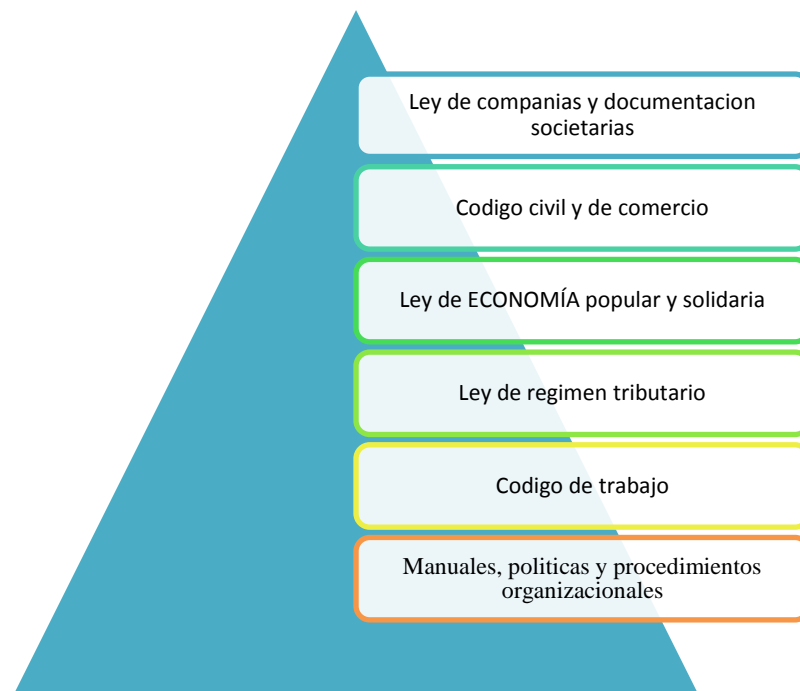 Ley de companias y documentacion
societarias
Codigo civil y de comercio
Ley de ECONOMÍA popular y solidaria
Ley de regimen tributario
Codigo de trabajo
Manuales, politicas y procedimientos
organizacionales